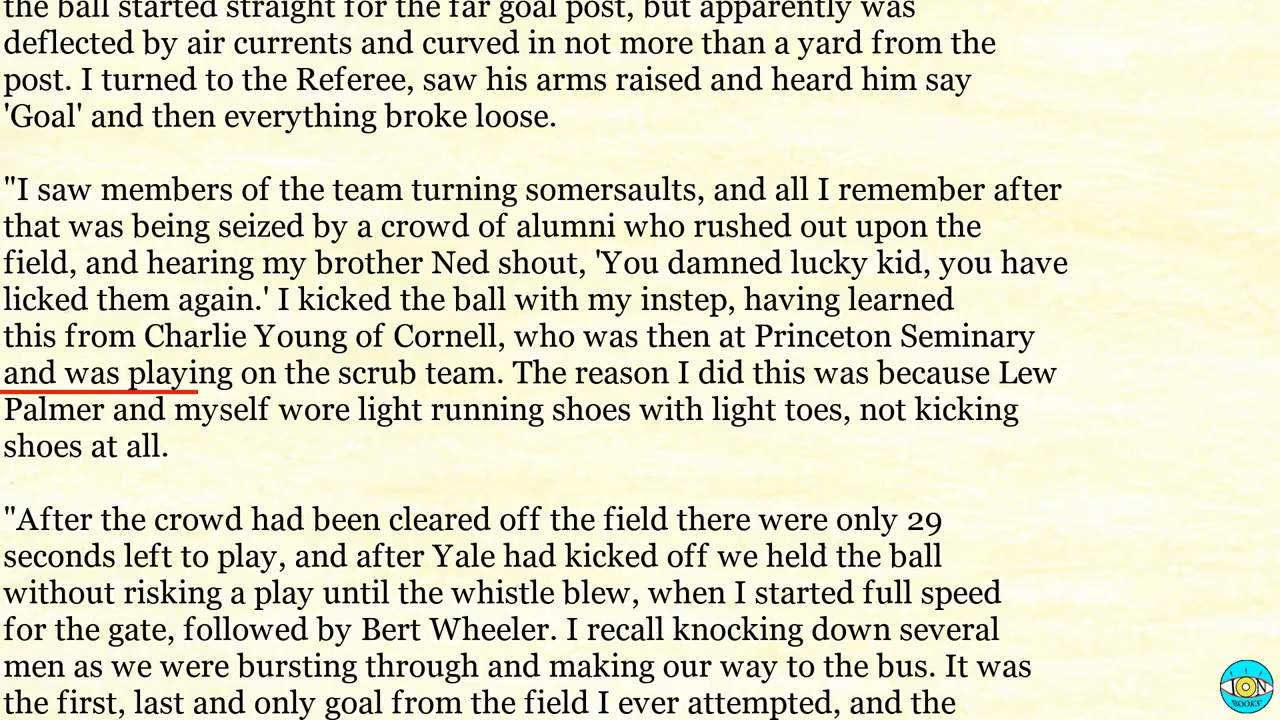 the ball started straight for the far goal post, but apparently was
deflected by air currents and curved in not more than a yard from the
post. I turned to the Referee, saw his arms raised and heard him say
'Goal' and then everything broke loose.
"I saw members of the team turning somersaults, and all I remember after
that was being seized by a crowd of alumni who rushed out upon the
field, and hearing my brother Ned shout, 'You damned lucky kid, you have
licked them again.' I kicked the ball with my instep, having learned
this from Charlie Young of Cornell, who was then at Princeton Seminary
and was playing on the scrub team. The reason I did this was because Lew
Palmer and myself wore light running shoes with light toes, not kicking
shoes at all.
"After the crowd had been cleared off the field there were only 29
seconds left to play, and after Yale had kicked off we held the ball
without risking a play until the whistle blew, when I started full speed
for the gate, followed by Bert Wheeler. I recall knocking down several
men as we were bursting through and making our way to the bus. It was
the first, last and only goal from the field I ever attempted, and the
ION
BOOKS